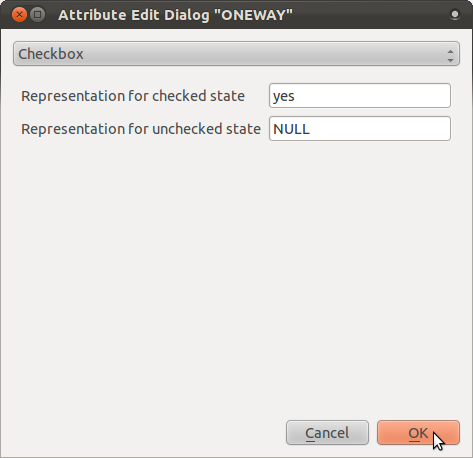 Attribute Edit Dialog "ONEWAY"
Checkbox
Representation for checked state yes
Representation for unchecked state NULL
Cancel OK